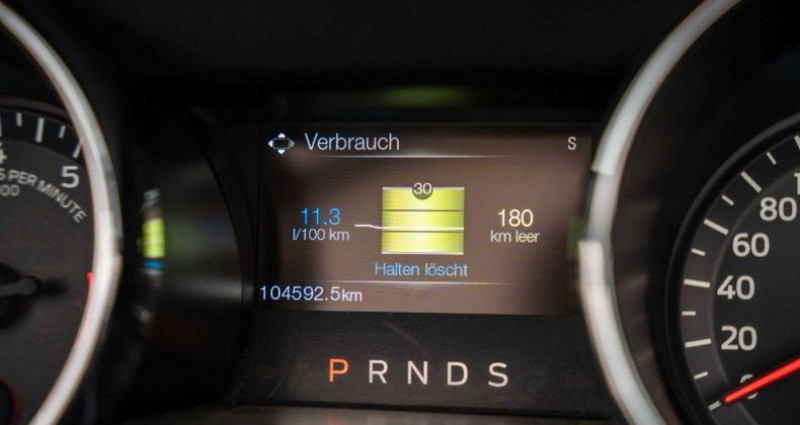 Verbrauch
S
30
11.3
l/100 km
180
km leer
Halten löscht
104592.5km
P R N D S
5
PER MINUTE
80
60
40
20
0